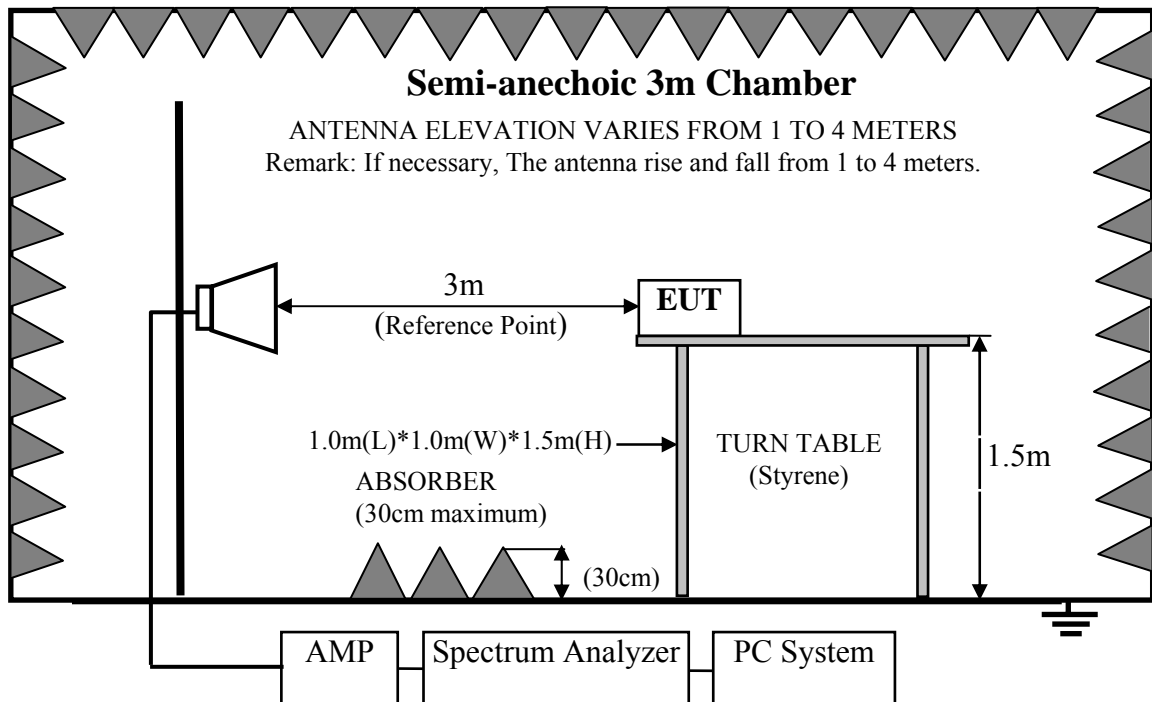 Semi-anechoic 3m Chamber
ANTENNA ELEVATION VARIES FROM 1 TO 4 METERS
Remark: If necessary, The antenna rise and fall from 1 to 4 meters.
3m
(Reference Point)
EUT
1.0m(L)*1.0m(W)*1.5m(H)
TURN TABLE
(Styrene)
1.5m
ABSORBER
(30cm maximum)
(30cm)
AMP
Spectrum Analyzer
PC System